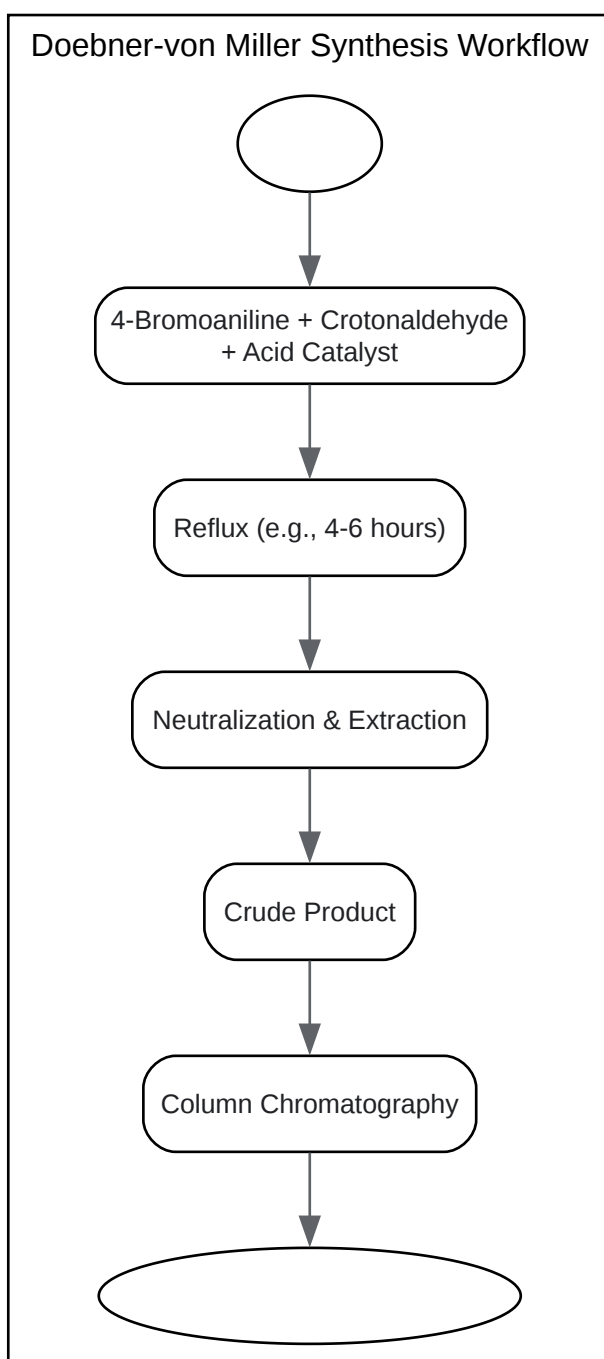 Doebner-von Miller Synthesis Workflow
4-Bromoaniline + Crotonaldehyde
+ Acid Catalyst
Reflux (e.g., 4-6 hours)
Neutralization & Extraction
Crude Product
Column Chromatography